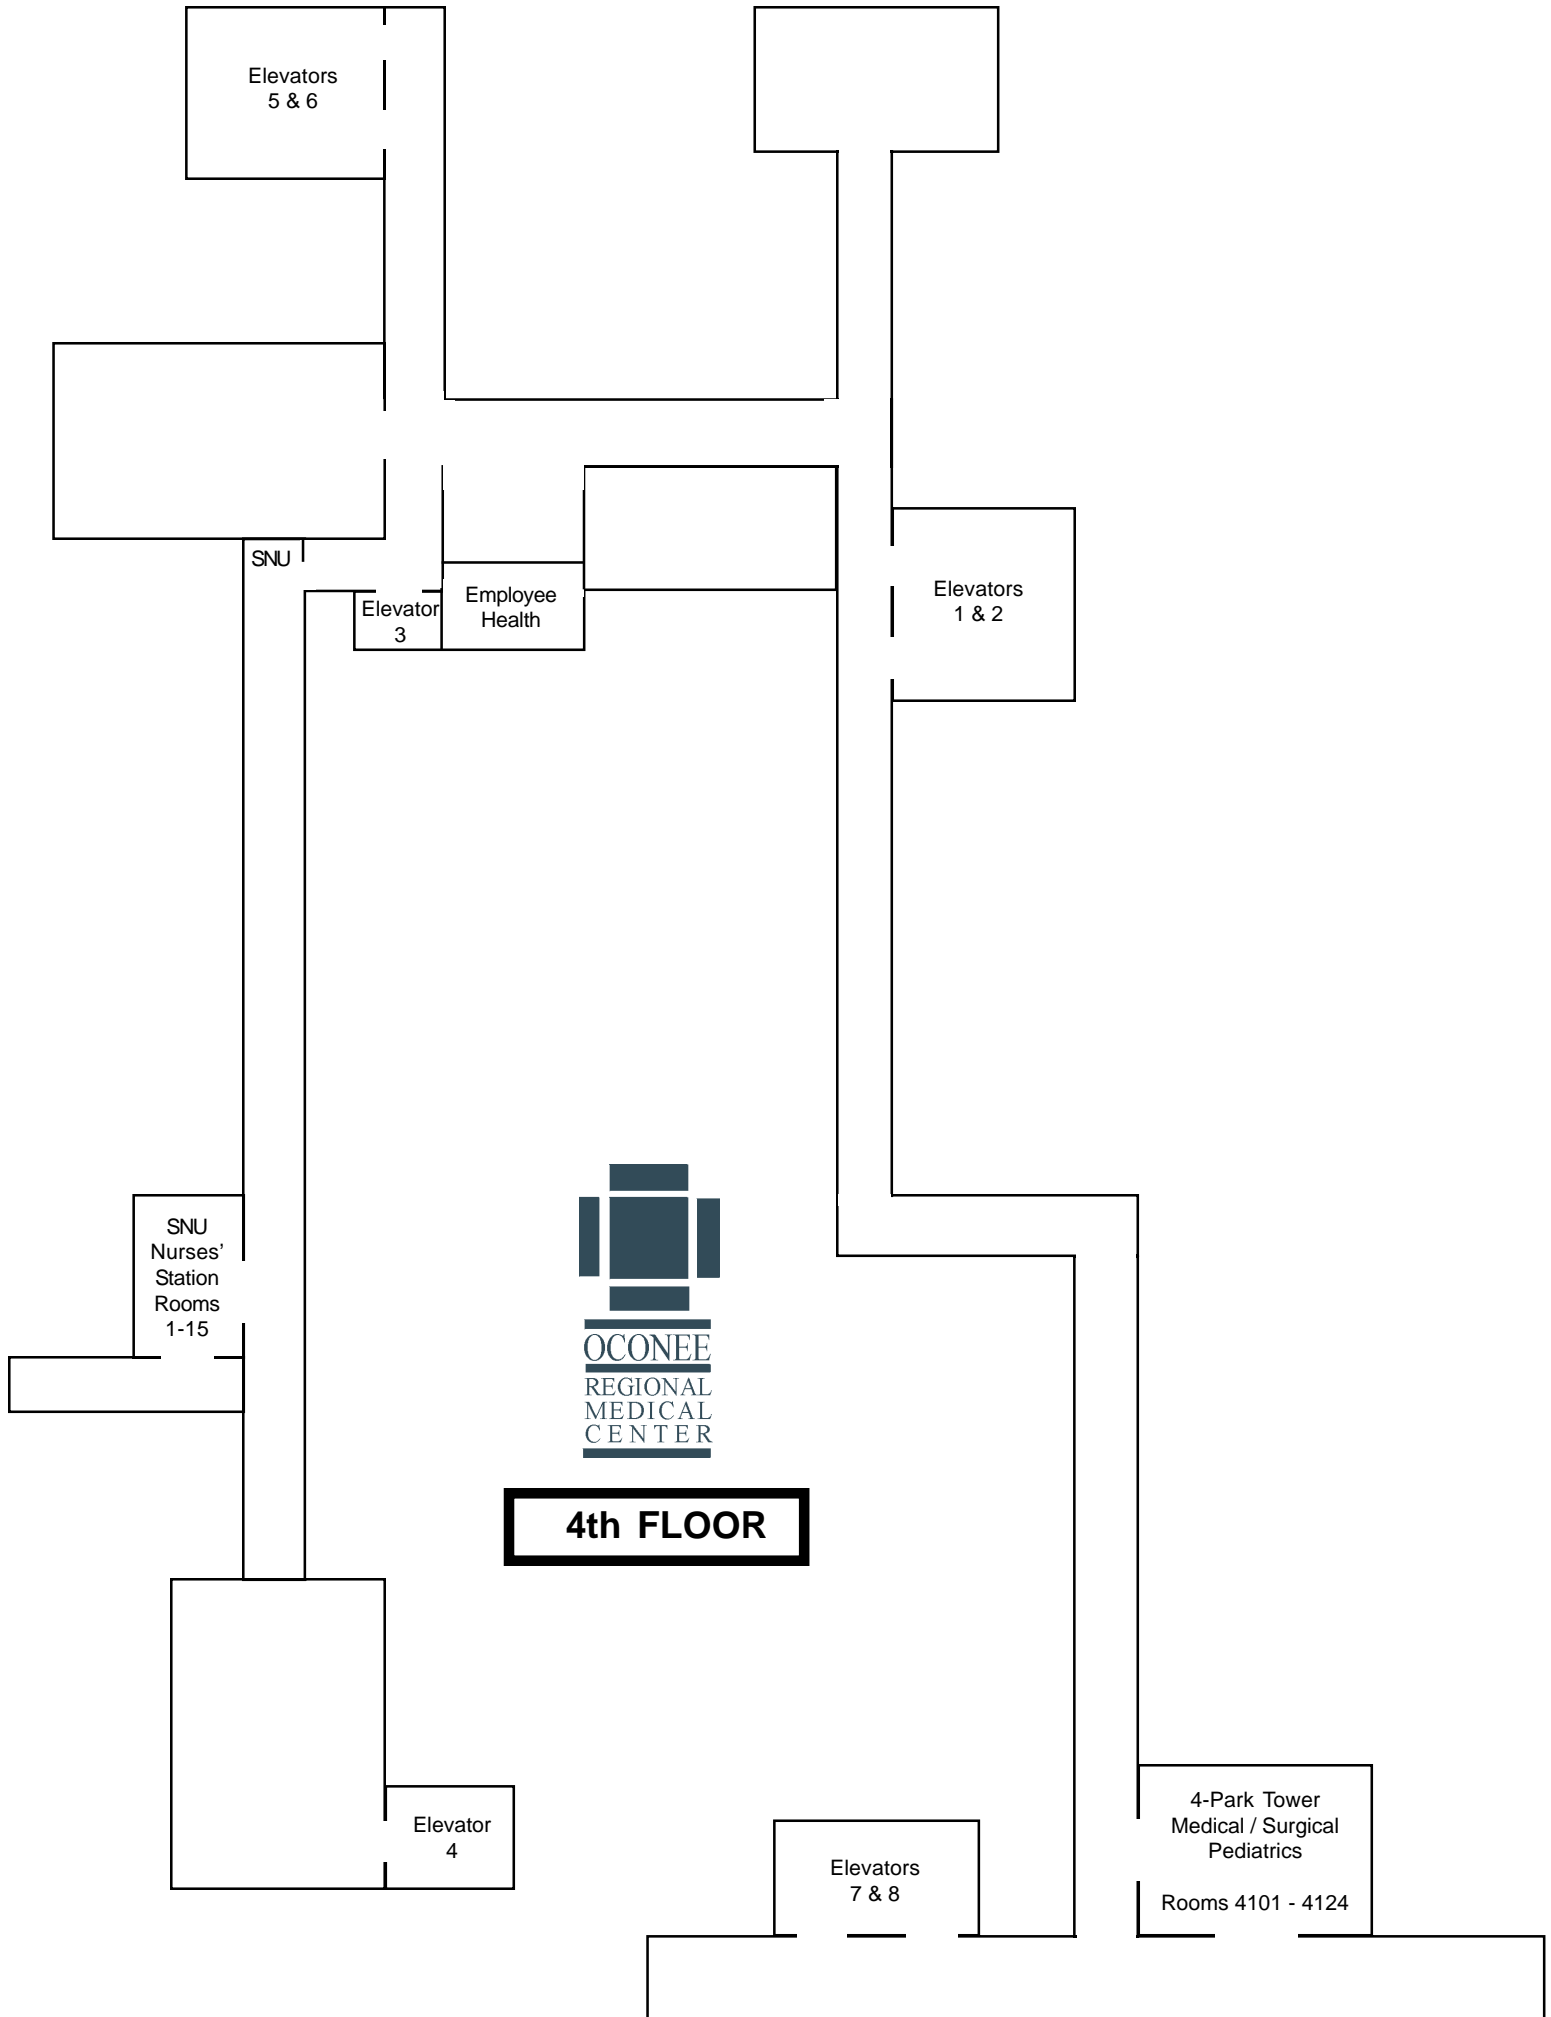 Elevators
5 & 6
SNU
Elevator
3
Employee
Health
Elevators
1 & 2
SNU
Nurses’
Station
Rooms
1-15
OCONEE
REGIONAL
MEDICAL
CENTER
4th FLOOR
Elevator
4
Elevators
7 & 8
4-Park Tower
Medical / Surgical
Pediatrics
Rooms 4101 - 4124